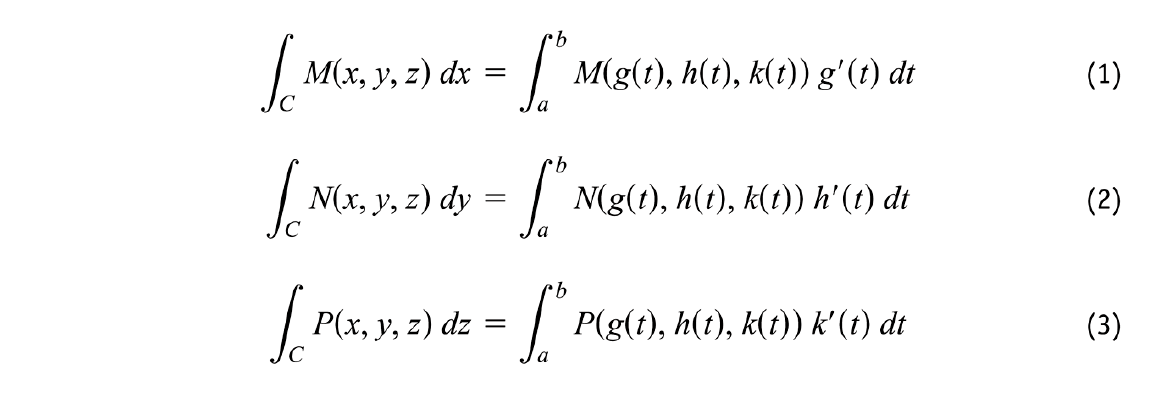 ∫_C M(x, y, z) dx = ∫_a^b M(g(t), h(t), k(t)) g′(t) dt (1)
∫_C N(x, y, z) dy = ∫_a^b N(g(t), h(t), k(t)) h′(t) dt (2)
∫_C P(x, y, z) dz = ∫_a^b P(g(t), h(t), k(t)) k′(t) dt (3)